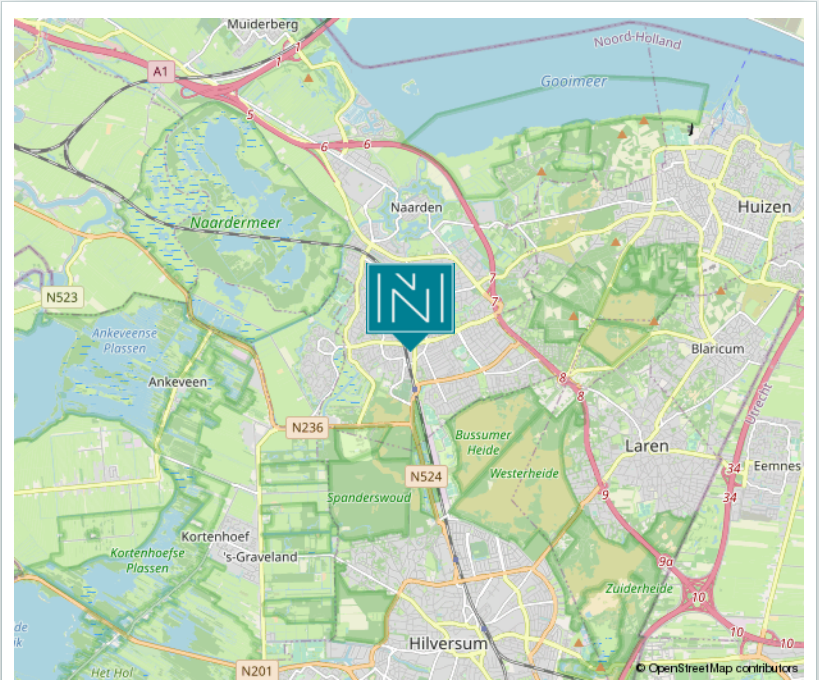 Muiderberg
Noord-Holland
1
1
A1
Gooimeer
5
6
6
Naarden
Huizen
Naardermeer
7
N523
7
Ankeveense
Plassen
Blaricum
Ankeveen
8
8
Utrecht
N236
Bussumer
Heide
Laren
Westerheide
34
Eemnes
N524
Spanderswoud
9
34
Kortenhoef
Kortenhoefse
Plassen
's-Graveland
9a
Zuiderheide
10
de
10
10
Hilversum
Het Hol
N201
© OpenStreetMap contributors